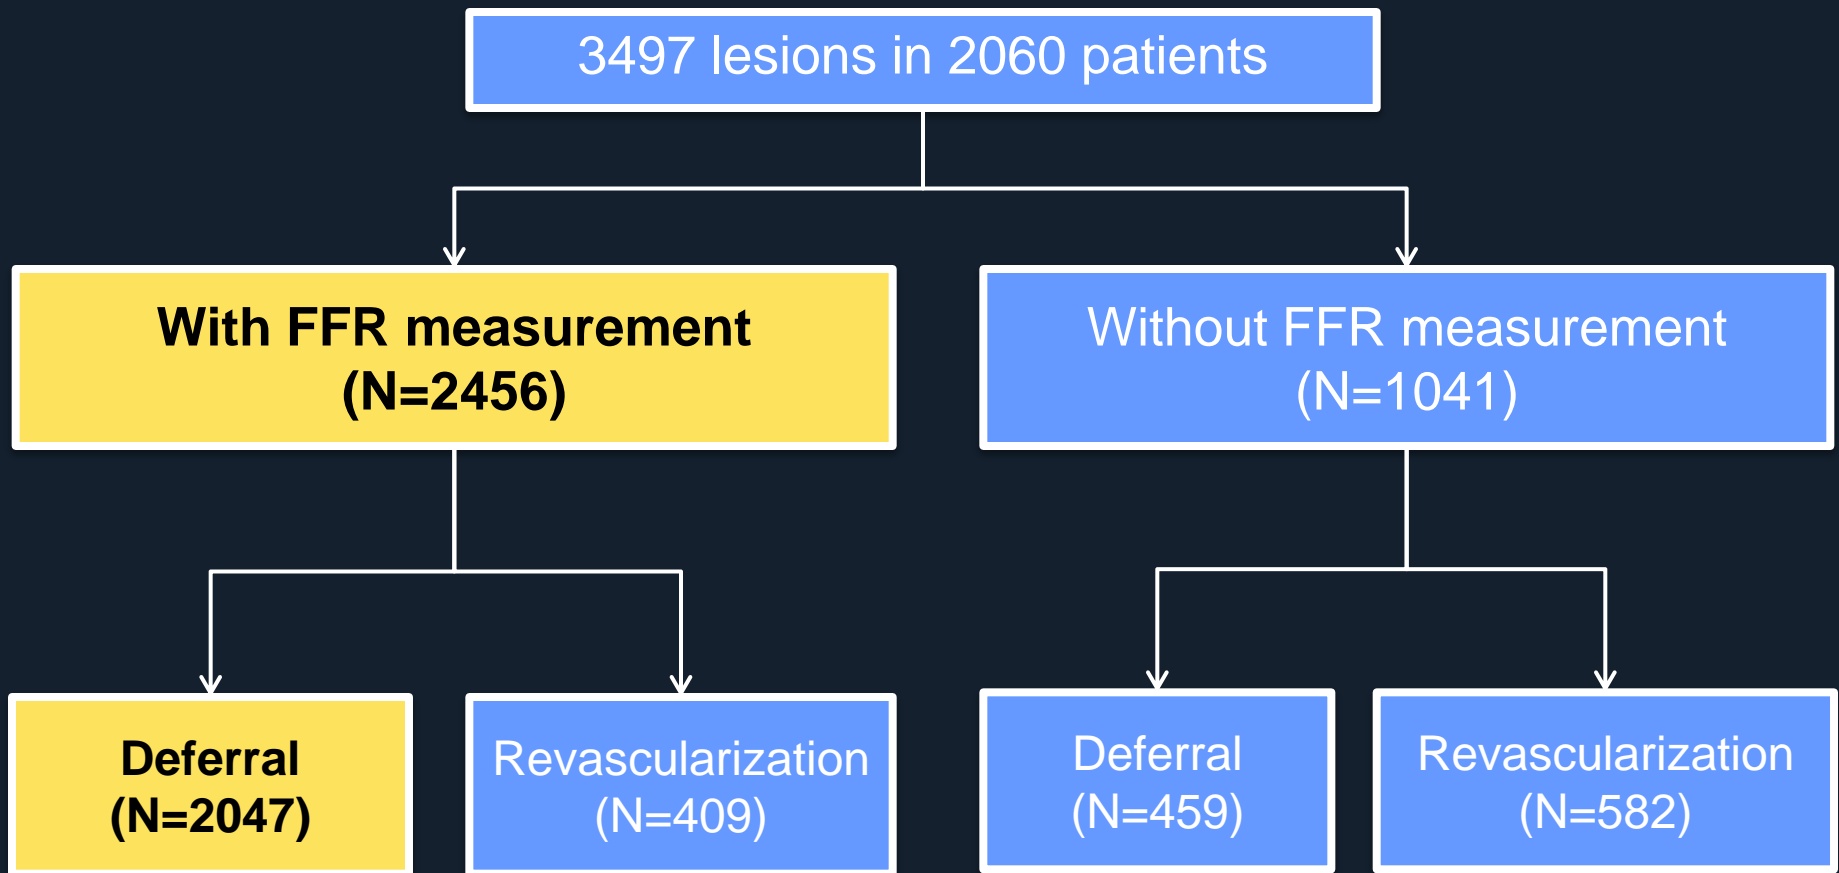 3497 lesions in 2060 patients
With FFR measurement
(N=2456)
Without FFR measurement
(N=1041)
Deferral
(N=2047)
Revascularization
(N=409)
Deferral
(N=459)
Revascularization
(N=582)